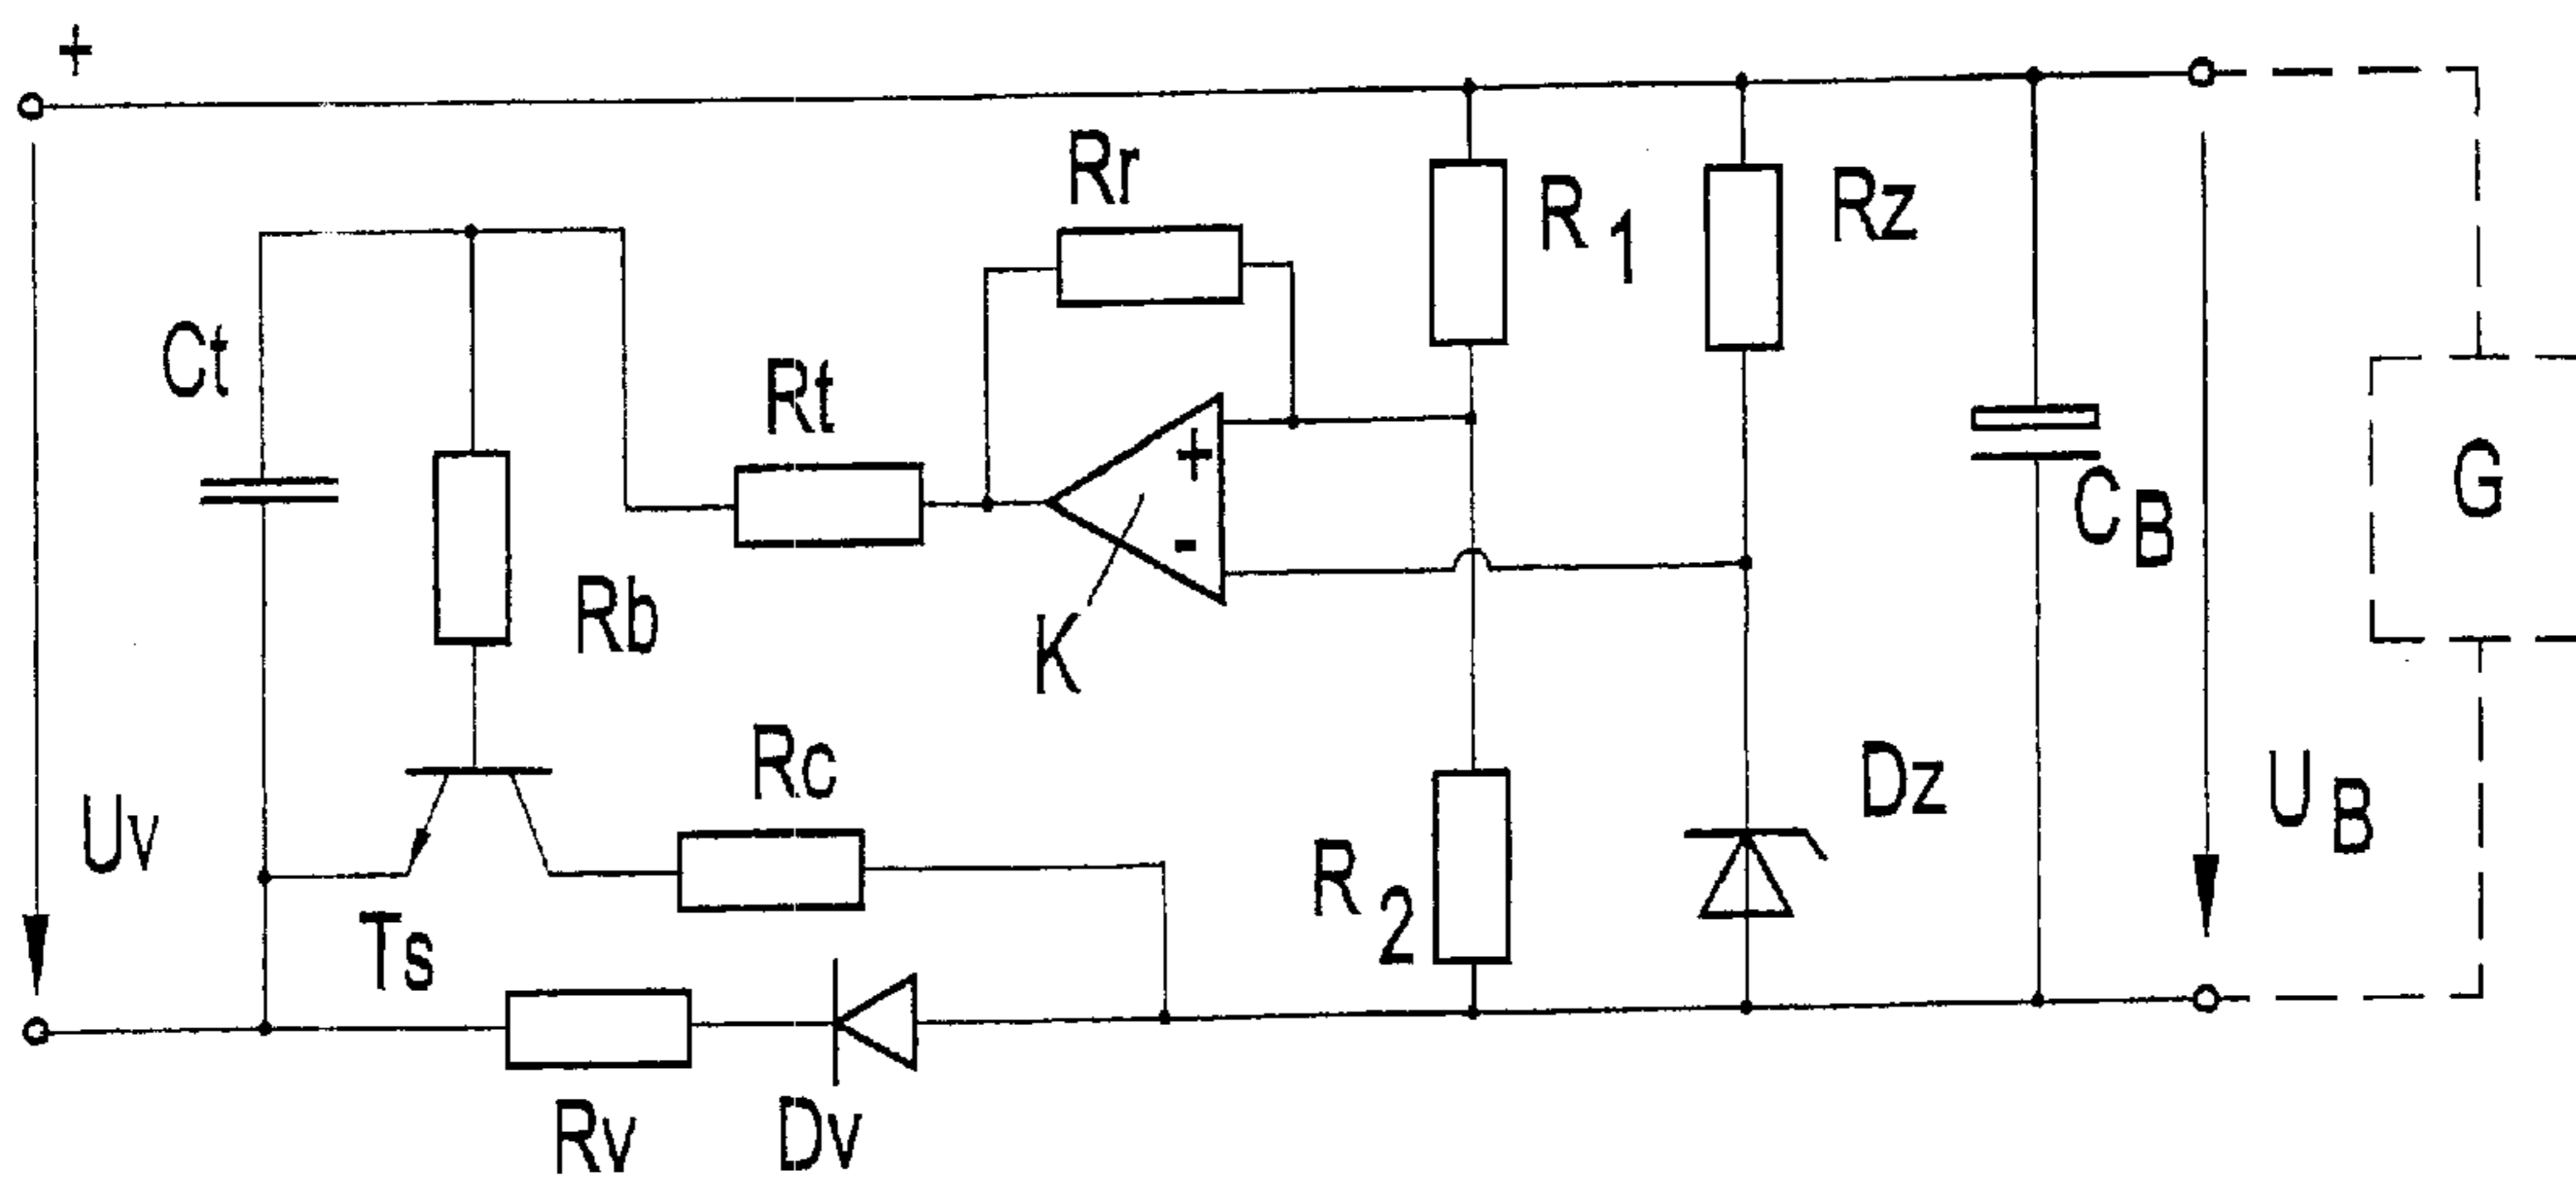 +
Rr
R1
Rz
Ct
Rt
+
-
CB
G
Rb
K
Rc
Dz
Uv
UB
R2
Ts
Rv
Dv